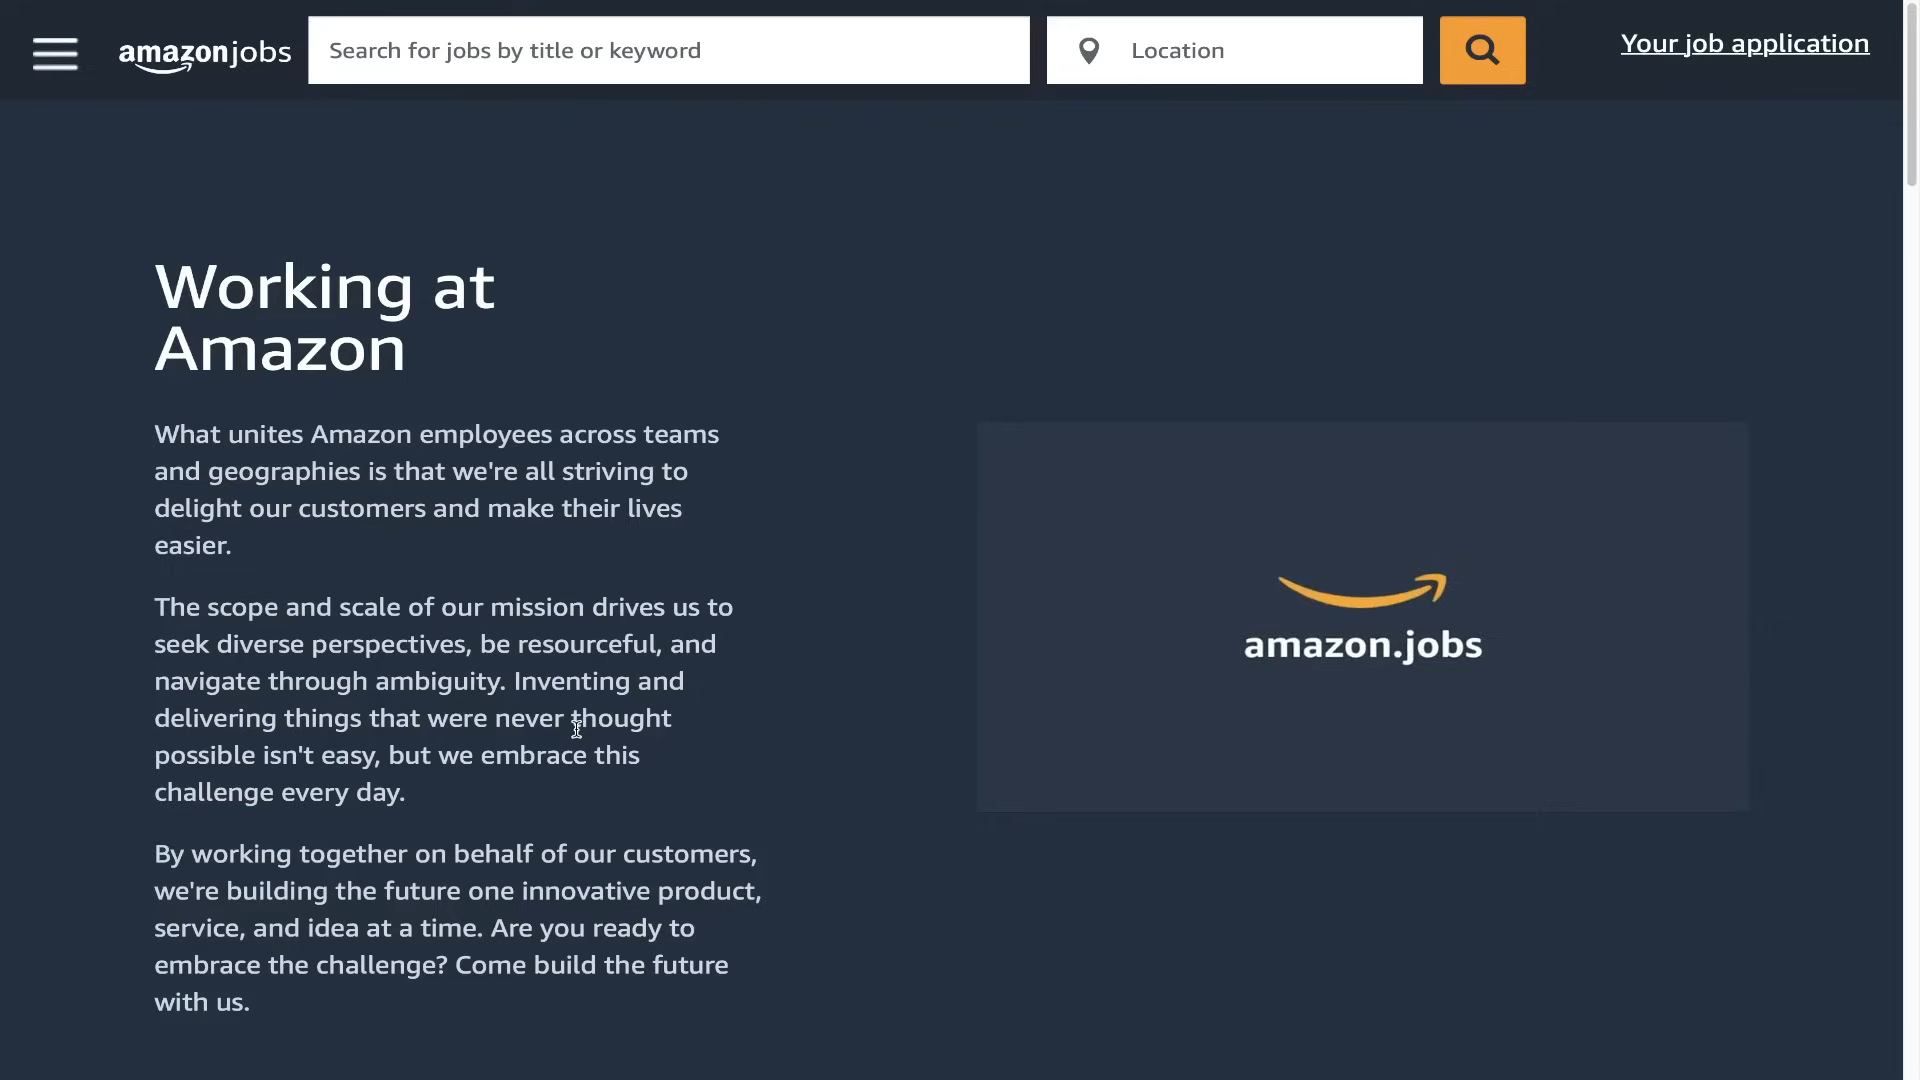 amazonjobs
Search for jobs by title or keyword
Location
Your job application
Working at
Amazon
What unites Amazon employees across teams
and geographies is that we're all striving to
delight our customers and make their lives
easier.
The scope and scale of our mission drives us to
seek diverse perspectives, be resourceful, and
navigate through ambiguity. Inventing and
delivering things that were never thought
possible isn't easy, but we embrace this
challenge every day.
By working together on behalf of our customers,
we're building the future one innovative product,
service, and idea at a time. Are you ready to
embrace the challenge? Come build the future
with us.
amazon.jobs